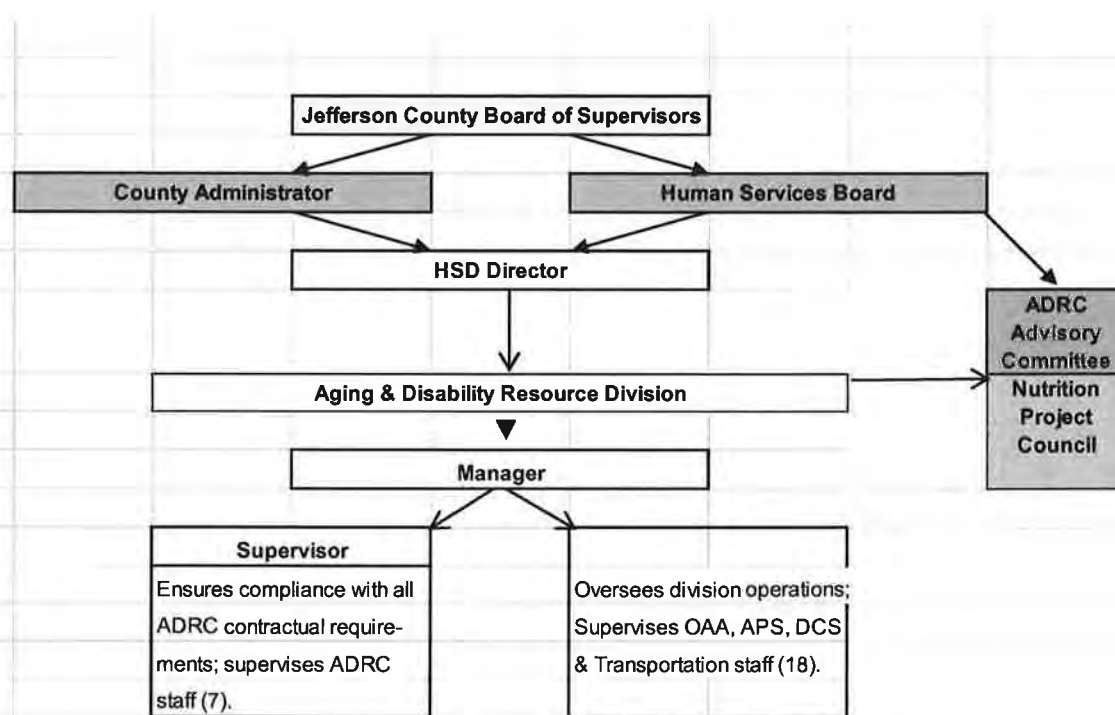 Jefferson County Board of Supervisors
County Administrator
Human Services Board
HSD Director
ADRC
Advisory
Committee
Nutrition
Project
Council
Aging & Disability Resource Division
Manager
Supervisor
Ensures compliance with all
ADRC contractual require-
ments; supervises ADRC
staff (7).
Oversees division operations;
Supervises OAA, APS, DCS
& Transportation staff (18).